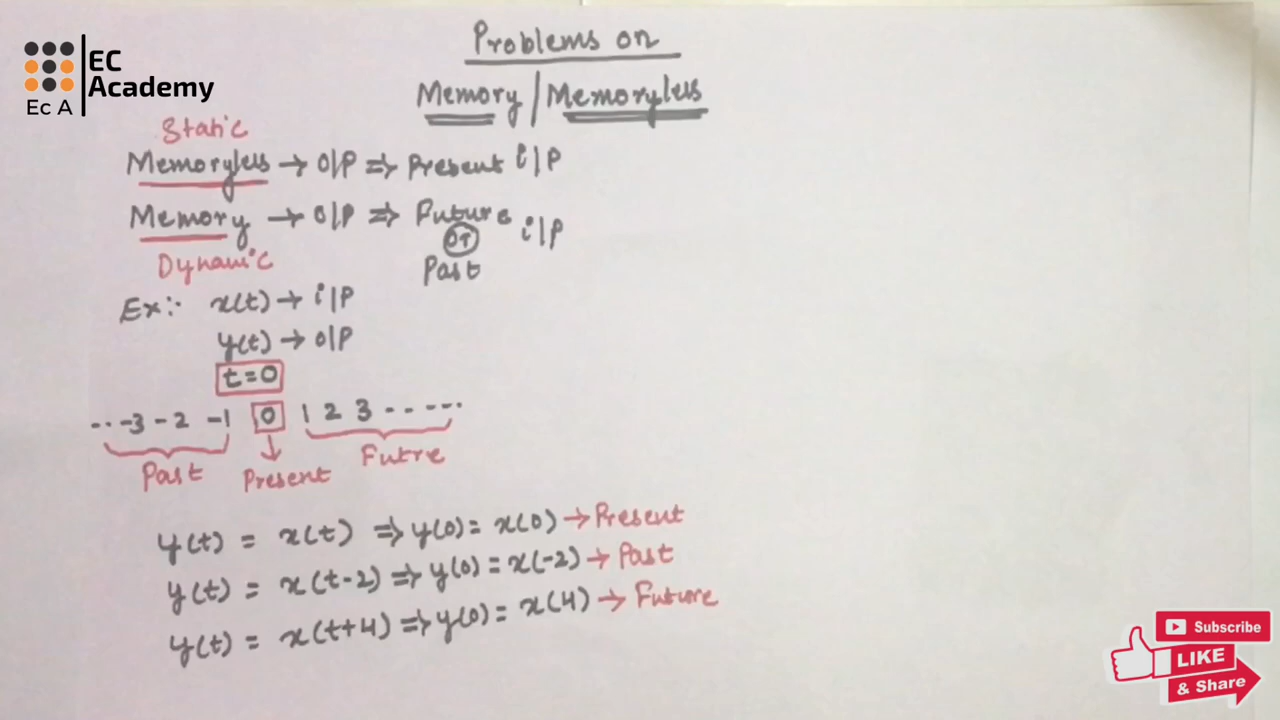 EC
Academy
Ec A
Problems on
Memory / Memoryless
Static
Memoryless → O|P ⇒ Present i|P
Memory → O|P ⇒ Future
or
i|P
Past
Dynamic
Ex:- x(t) → i|P
y(t) → O|P
t=0
.. -3 -2 -1 0 1 2 3 - - - - - .
Past Present Futre
y(t) = x(t) ⇒ y(0) = x(0) → Present
y(t) = x(t-2) ⇒ y(0) = x(-2) → Past
y(t) = x(t+4) ⇒ y(0) = x(4) → Future
Subscribe
LIKE
& Share